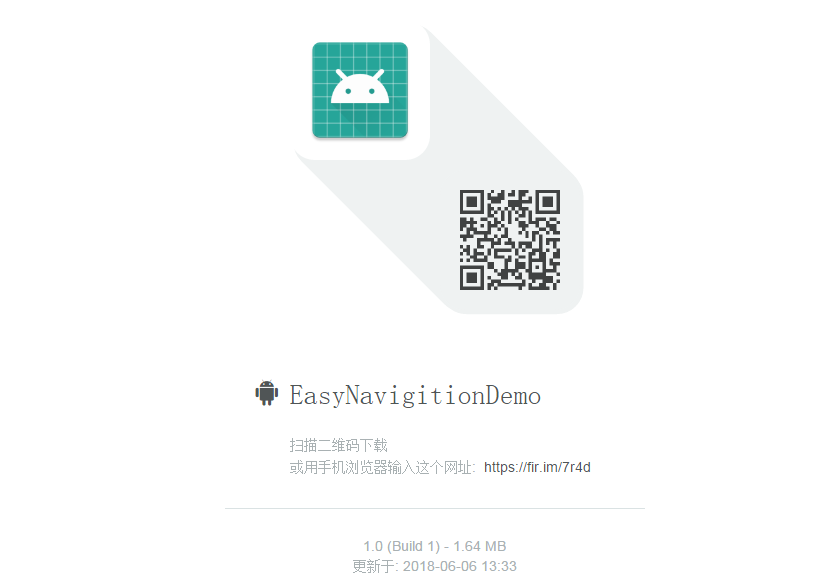 EasyNavigitionDemo
扫描二维码下载
或用手机浏览器输入这个网址: https://fir.im/7r4d
1.0 (Build 1) - 1.64 MB
更新于: 2018-06-06 13:33